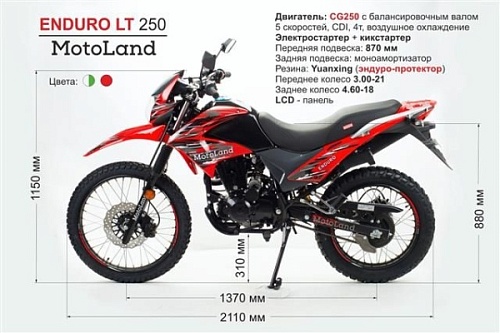 ENDURO LT 250
MotoLand
Цвета:
Двигатель: CG250 с балансировочным валом
5 скоростей, CDI, 4т, воздушное охлаждение
Электростартер + кикстартер
Передняя подвеска: 870 мм
Задняя подвеска: моноамортизатор
Резина: Yuanxing (эндуро-протектор)
Переднее колесо 3.00-21
Заднее колесо 4.60-18
LCD - панель
MotoLand
ENDURO
MotoLand
1150 мм
310 мм
880 мм
1370 мм
2110 мм